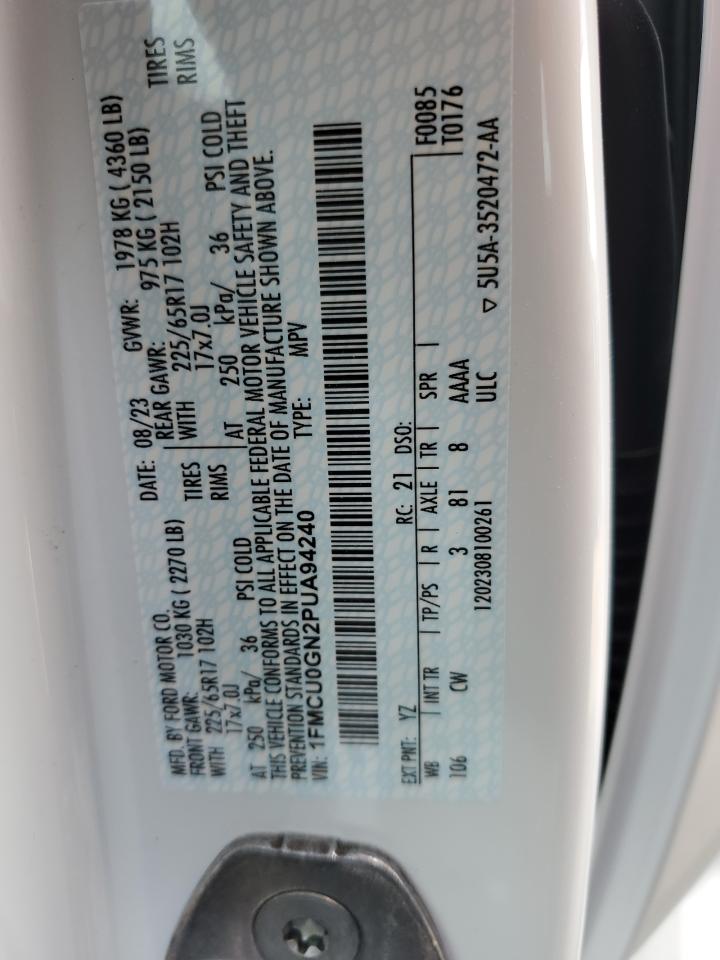 MFD. BY FORD MOTOR CO. DATE: 08/23 GVWR: 1978 KG ( 4360 LB)
FRONT GAWR: 1030 KG ( 2270 LB) REAR GAWR: 975 KG ( 2150 LB)
WITH 225/65R17 102H TIRES WITH 225/65R17 102H TIRES
17x7.0J RIMS 17x7.0J RIMS
AT 250 kPa/ 36 PSI COLD AT 250 kPa/ 36 PSI COLD
THIS VEHICLE CONFORMS TO ALL APPLICABLE FEDERAL MOTOR VEHICLE SAFETY AND THEFT
PREVENTION STANDARDS IN EFFECT ON THE DATE OF MANUFACTURE SHOWN ABOVE.
VIN: 1FMCU0GN2PUA94240 TYPE: MPV
EXT PNT: YZ RC: 21 DSO: F0085
WB INT TR TP/PS R AXLE TR SPR T0176
106 CW 3 81 8 AAAA
1202308100261 ULC ▽ 5U5A-3520472-AA